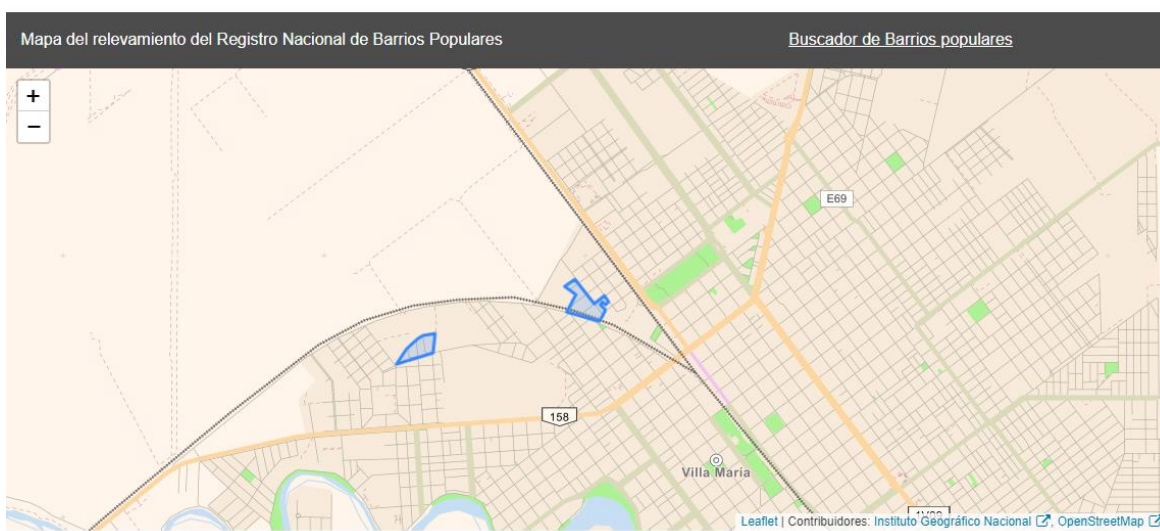 Mapa del relevamiento del Registro Nacional de Barrios Populares
Buscador de Barrios populares
+
−
E69
158
Villa Maria
Leaflet | Contribuidores: Instituto Geográfico Nacional, OpenStreetMap